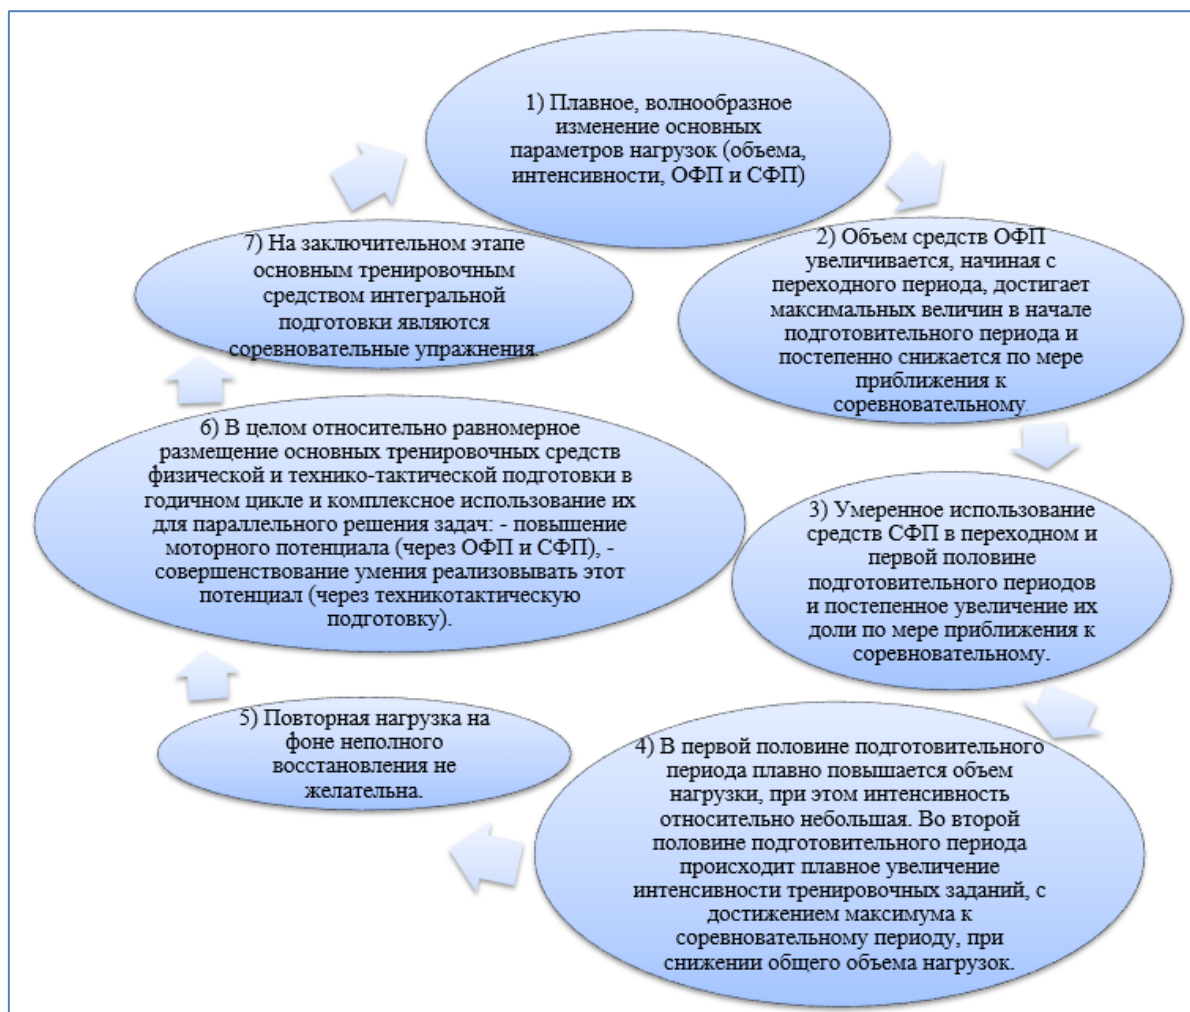 1) Плавное, волнообразное
изменение основных
параметров нагрузок (объема,
интенсивности, ОФП и СФП)
2) Объем средств ОФП
увеличивается, начиная с
переходного периода, достигает
максимальных величин в начале
подготовительного периода и
постепенно снижается по мере
приближения к
соревновательному.
3) Умеренное использование
средств СФП в переходном и
первой половине
подготовительного периодов
и постепенное увеличение их
доли по мере приближения к
соревновательному.
4) В первой половине подготовительного
периода плавно повышается объем
нагрузки, при этом интенсивность
относительно небольшая. Во второй
половине подготовительного периода
происходит плавное увеличение
интенсивности тренировочных заданий, с
достижением максимума к
соревновательному периоду, при
снижении общего объема нагрузок.
5) Повторная нагрузка на
фоне неполного
восстановления не
желательна.
6) В целом относительно равномерное
размещение основных тренировочных средств
физической и технико-тактической подготовки в
годичном цикле и комплексное использование их
для параллельного решения задач: - повышение
моторного потенциала (через ОФП и СФП), -
совершенствование умения реализовывать этот
потенциал (через техникотактическую
подготовку).
7) На заключительном этапе
основным тренировочным
средством интегральной
подготовки являются
соревновательные упражнения.